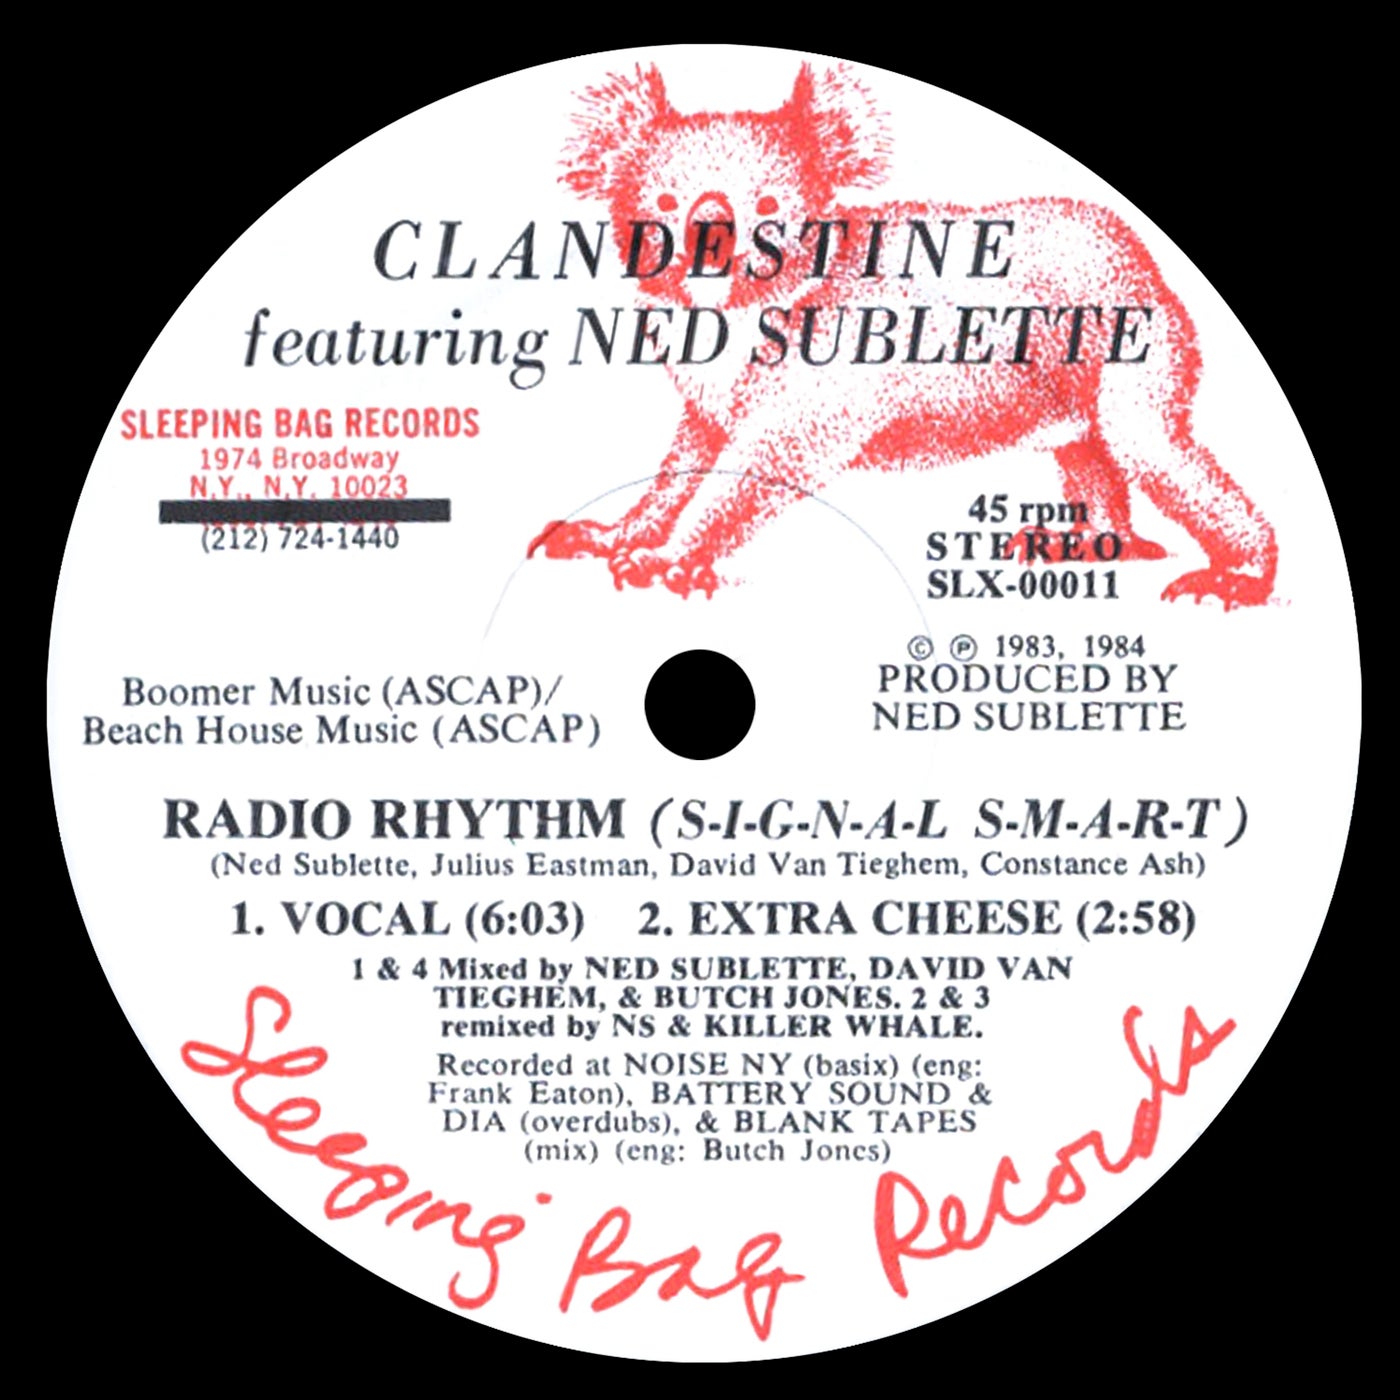 CLANDESTINE
featuring NED SUBLETTE
SLEEPING BAG RECORDS
1974 Broadway
N.Y., N.Y. 10023
(212) 724-1440
45 rpm
STEREO
SLX-00011
© ℗ 1983, 1984
PRODUCED BY
NED SUBLETTE
Boomer Music (ASCAP)/
Beach House Music (ASCAP)
RADIO RHYTHM (S-I-G-N-A-L S-M-A-R-T)
(Ned Sublette, Julius Eastman, David Van Tieghem, Constance Ash)
1. VOCAL (6:03) 2. EXTRA CHEESE (2:58)
1 & 4 Mixed by NED SUBLETTE, DAVID VAN
TIEGHEM, & BUTCH JONES. 2 & 3
remixed by NS & KILLER WHALE.
Recorded at NOISE NY (basix) (eng:
Frank Eaton), BATTERY SOUND &
DIA (overdubs), & BLANK TAPES
(mix) (eng: Butch Jones)
Sleeping Bag Records